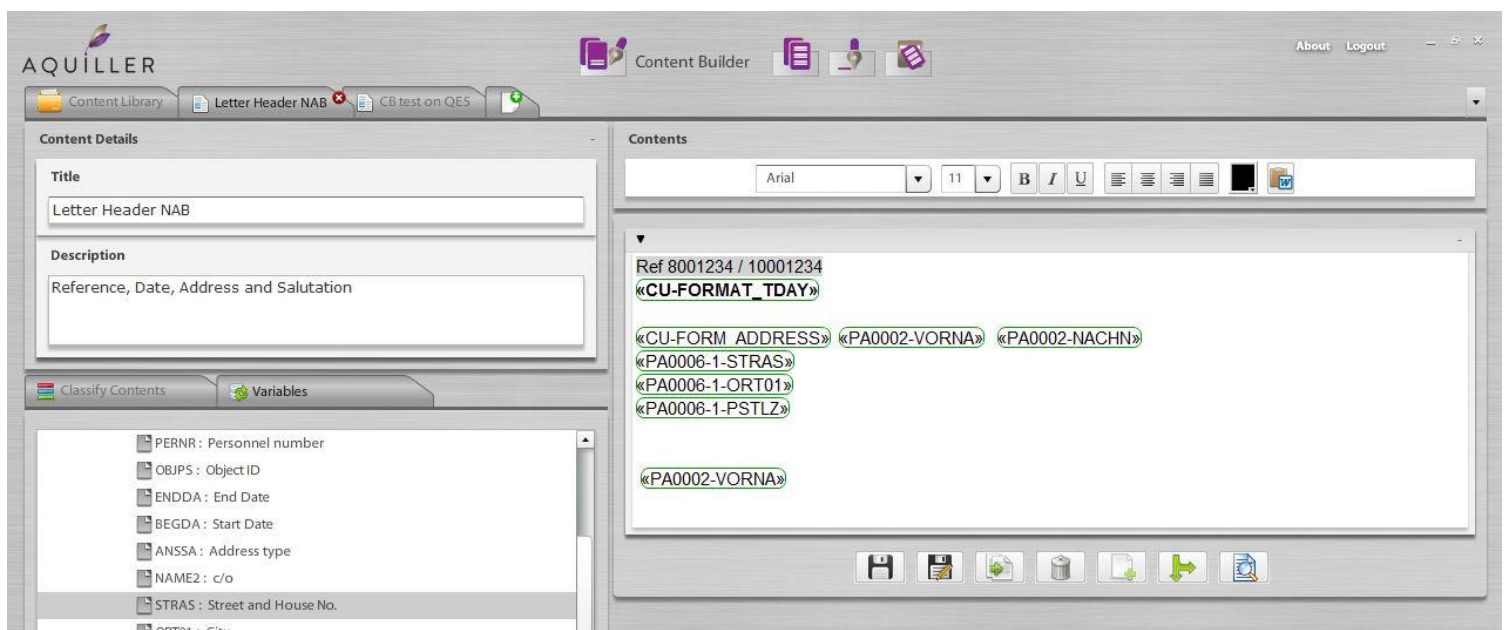 AQUILLER
Content Builder
About Logout
Content Library
Letter Header NAB
CB test on QE5
Content Details
-
Contents
Title
Arial
11
B I U
Letter Header NAB
Description
Reference, Date, Address and Salutation
Ref 8001234 / 10001234
«CU-FORMAT_TDAY»
«CU-FORM_ADDRESS» «PA0002-VORNA» «PA0002-NACHN»
«PA0006-1-STRAS»
«PA0006-1-ORT01»
«PA0006-1-PSTLZ»
«PA0002-VORNA»
Classify Contents
Variables
PERNR : Personnel number
OBJPS : Object ID
ENDDA : End Date
BEGDA : Start Date
ANSSA : Address type
NAME2 : c/o
STRAS : Street and House No.
ORT01 : City